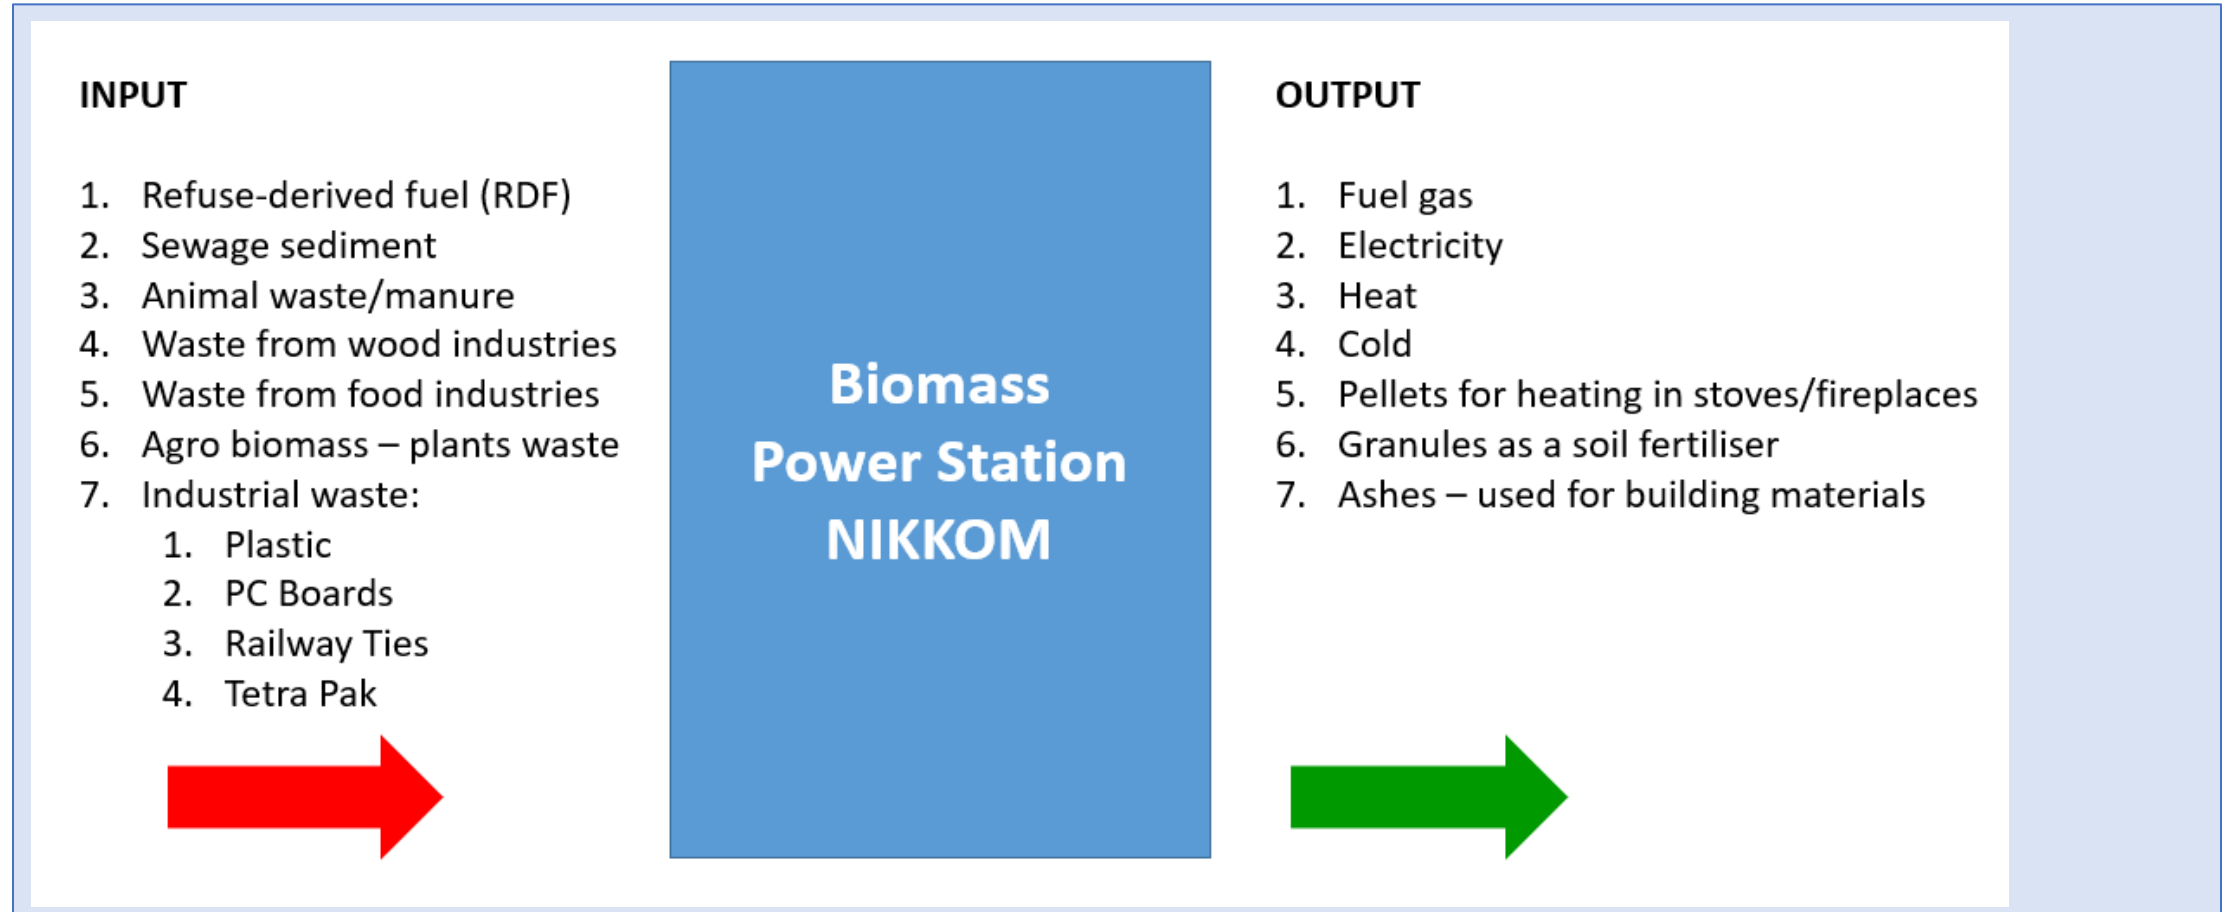 INPUT
1. Refuse-derived fuel (RDF)
2. Sewage sediment
3. Animal waste/manure
4. Waste from wood industries
5. Waste from food industries
6. Agro biomass – plants waste
7. Industrial waste:
1. Plastic
2. PC Boards
3. Railway Ties
4. Tetra Pak
Biomass
Power Station
NIKKOM
OUTPUT
1. Fuel gas
2. Electricity
3. Heat
4. Cold
5. Pellets for heating in stoves/fireplaces
6. Granules as a soil fertiliser
7. Ashes – used for building materials